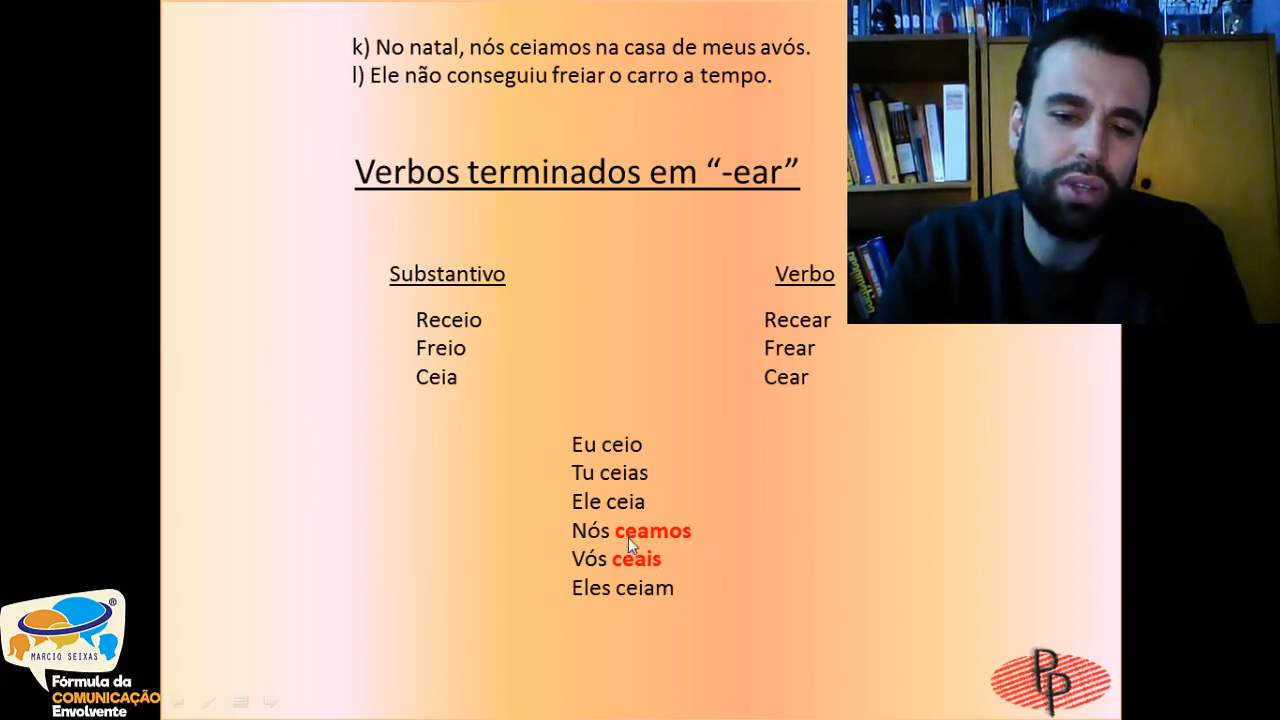 k) No natal, nós ceiamos na casa de meus avós.
l) Ele não conseguiu freiar o carro a tempo.
Verbos terminados em “-ear”
Substantivo
Receio
Freio
Ceia
Verbo
Recear
Frear
Cear
Eu ceio
Tu ceias
Ele ceia
Nós ceamos
Vós ceais
Eles ceiam
®
MARCIO SEIXAS
Fórmula da
COMUNICAÇÃO
Envolvente
PP